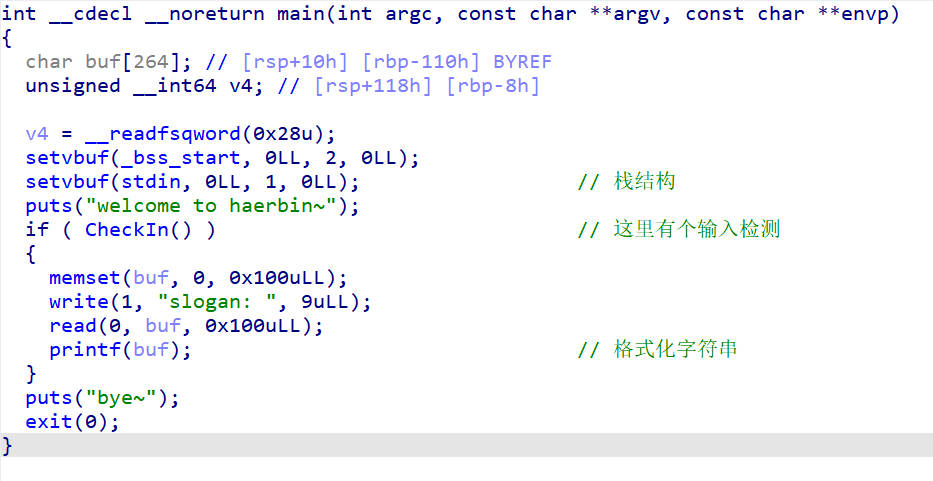 int __cdecl __noreturn main(int argc, const char **argv, const char **envp)
{
char buf[264]; // [rsp+10h] [rbp-110h] BYREF
unsigned __int64 v4; // [rsp+118h] [rbp-8h]
v4 = __readfsqword(0x28u);
setvbuf(_bss_start, 0LL, 2, 0LL);
setvbuf(stdin, 0LL, 1, 0LL); // 栈结构
puts("welcome to haerbin~");
if ( CheckIn() ) // 这里有个输入检测
{
memset(buf, 0, 0x100uLL);
write(1, "slogan: ", 9uLL);
read(0, buf, 0x100uLL);
printf(buf); // 格式化字符串
}
puts("bye~");
exit(0);
}